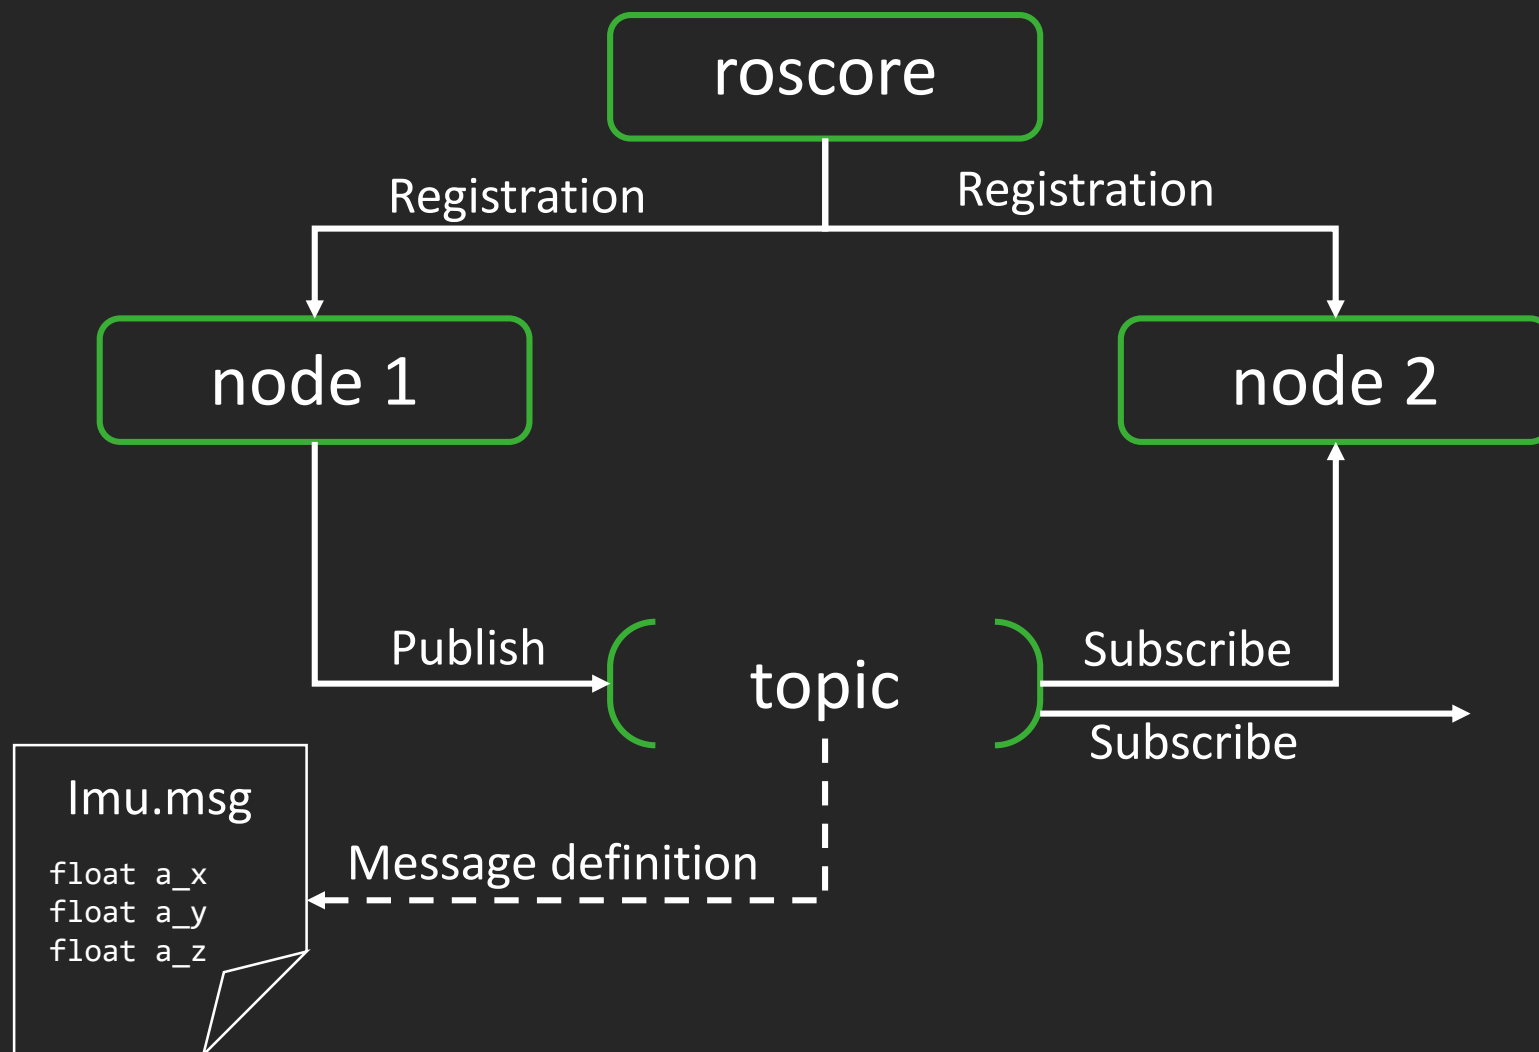 roscore
Registration
Registration
node 1
node 2
Publish
topic
Subscribe
Subscribe
Imu.msg
float a_x
float a_y
float a_z
Message definition